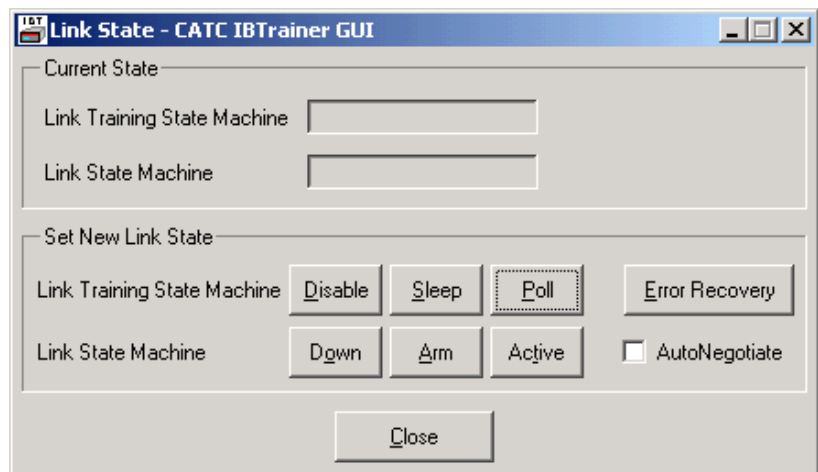 IBT Link State - CATC IBTrainer GUI
Current State
Link Training State Machine
Link State Machine
Set New Link State
Link Training State Machine Disable Sleep Poll Error Recovery
Link State Machine Down Arm Active AutoNegotiate
Close